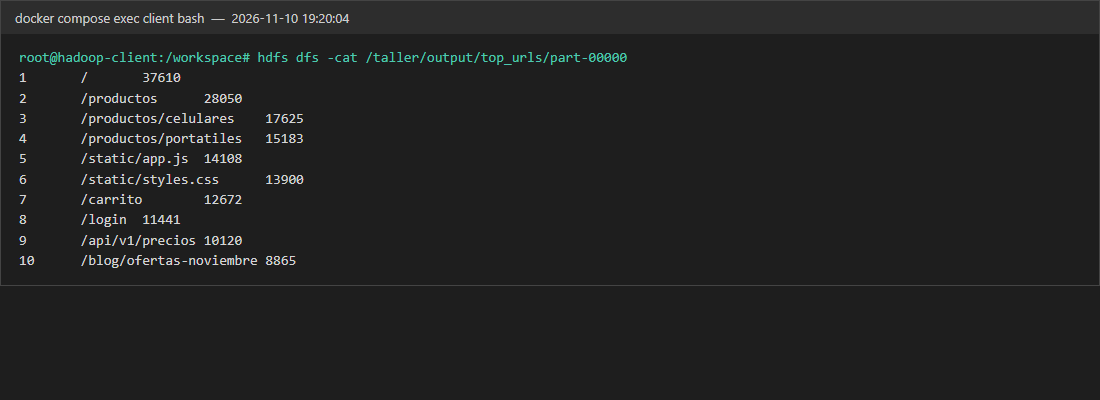 docker compose exec client bash — 2026-11-10 19:20:04
root@hadoop-client:/workspace# hdfs dfs -cat /taller/output/top_urls/part-00000
1	/	37610
2	/productos	28050
3	/productos/celulares	17625
4	/productos/portatiles	15183
5	/static/app.js	14108
6	/static/styles.css	13900
7	/carrito	12672
8	/login	11441
9	/api/v1/precios	10120
10	/blog/ofertas-noviembre	8865